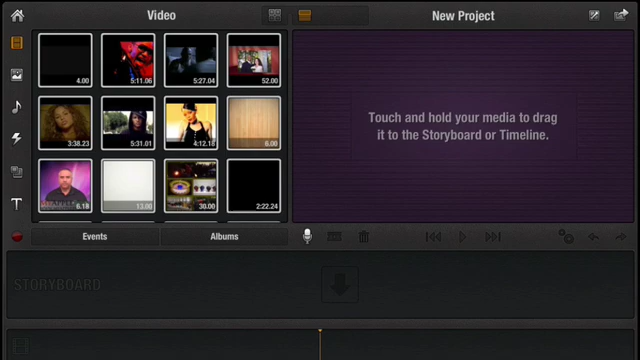 Video
New Project
4.00
5:11.06
5:27.04
52.00
Touch and hold your media to drag
it to the Storyboard or Timeline.
3:38.23
5:31.01
4:12.18
6.00
6.18
13.00
30.00
2:22.24
T
Events
Albums
STORYBOARD